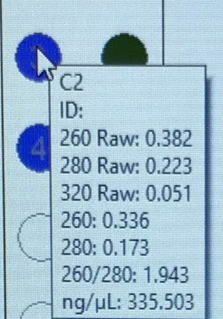 C2
ID:
260 Raw: 0.382
280 Raw: 0.223
320 Raw: 0.051
260: 0.336
280: 0.173
260/280: 1.943
ng/µL: 335.503
4